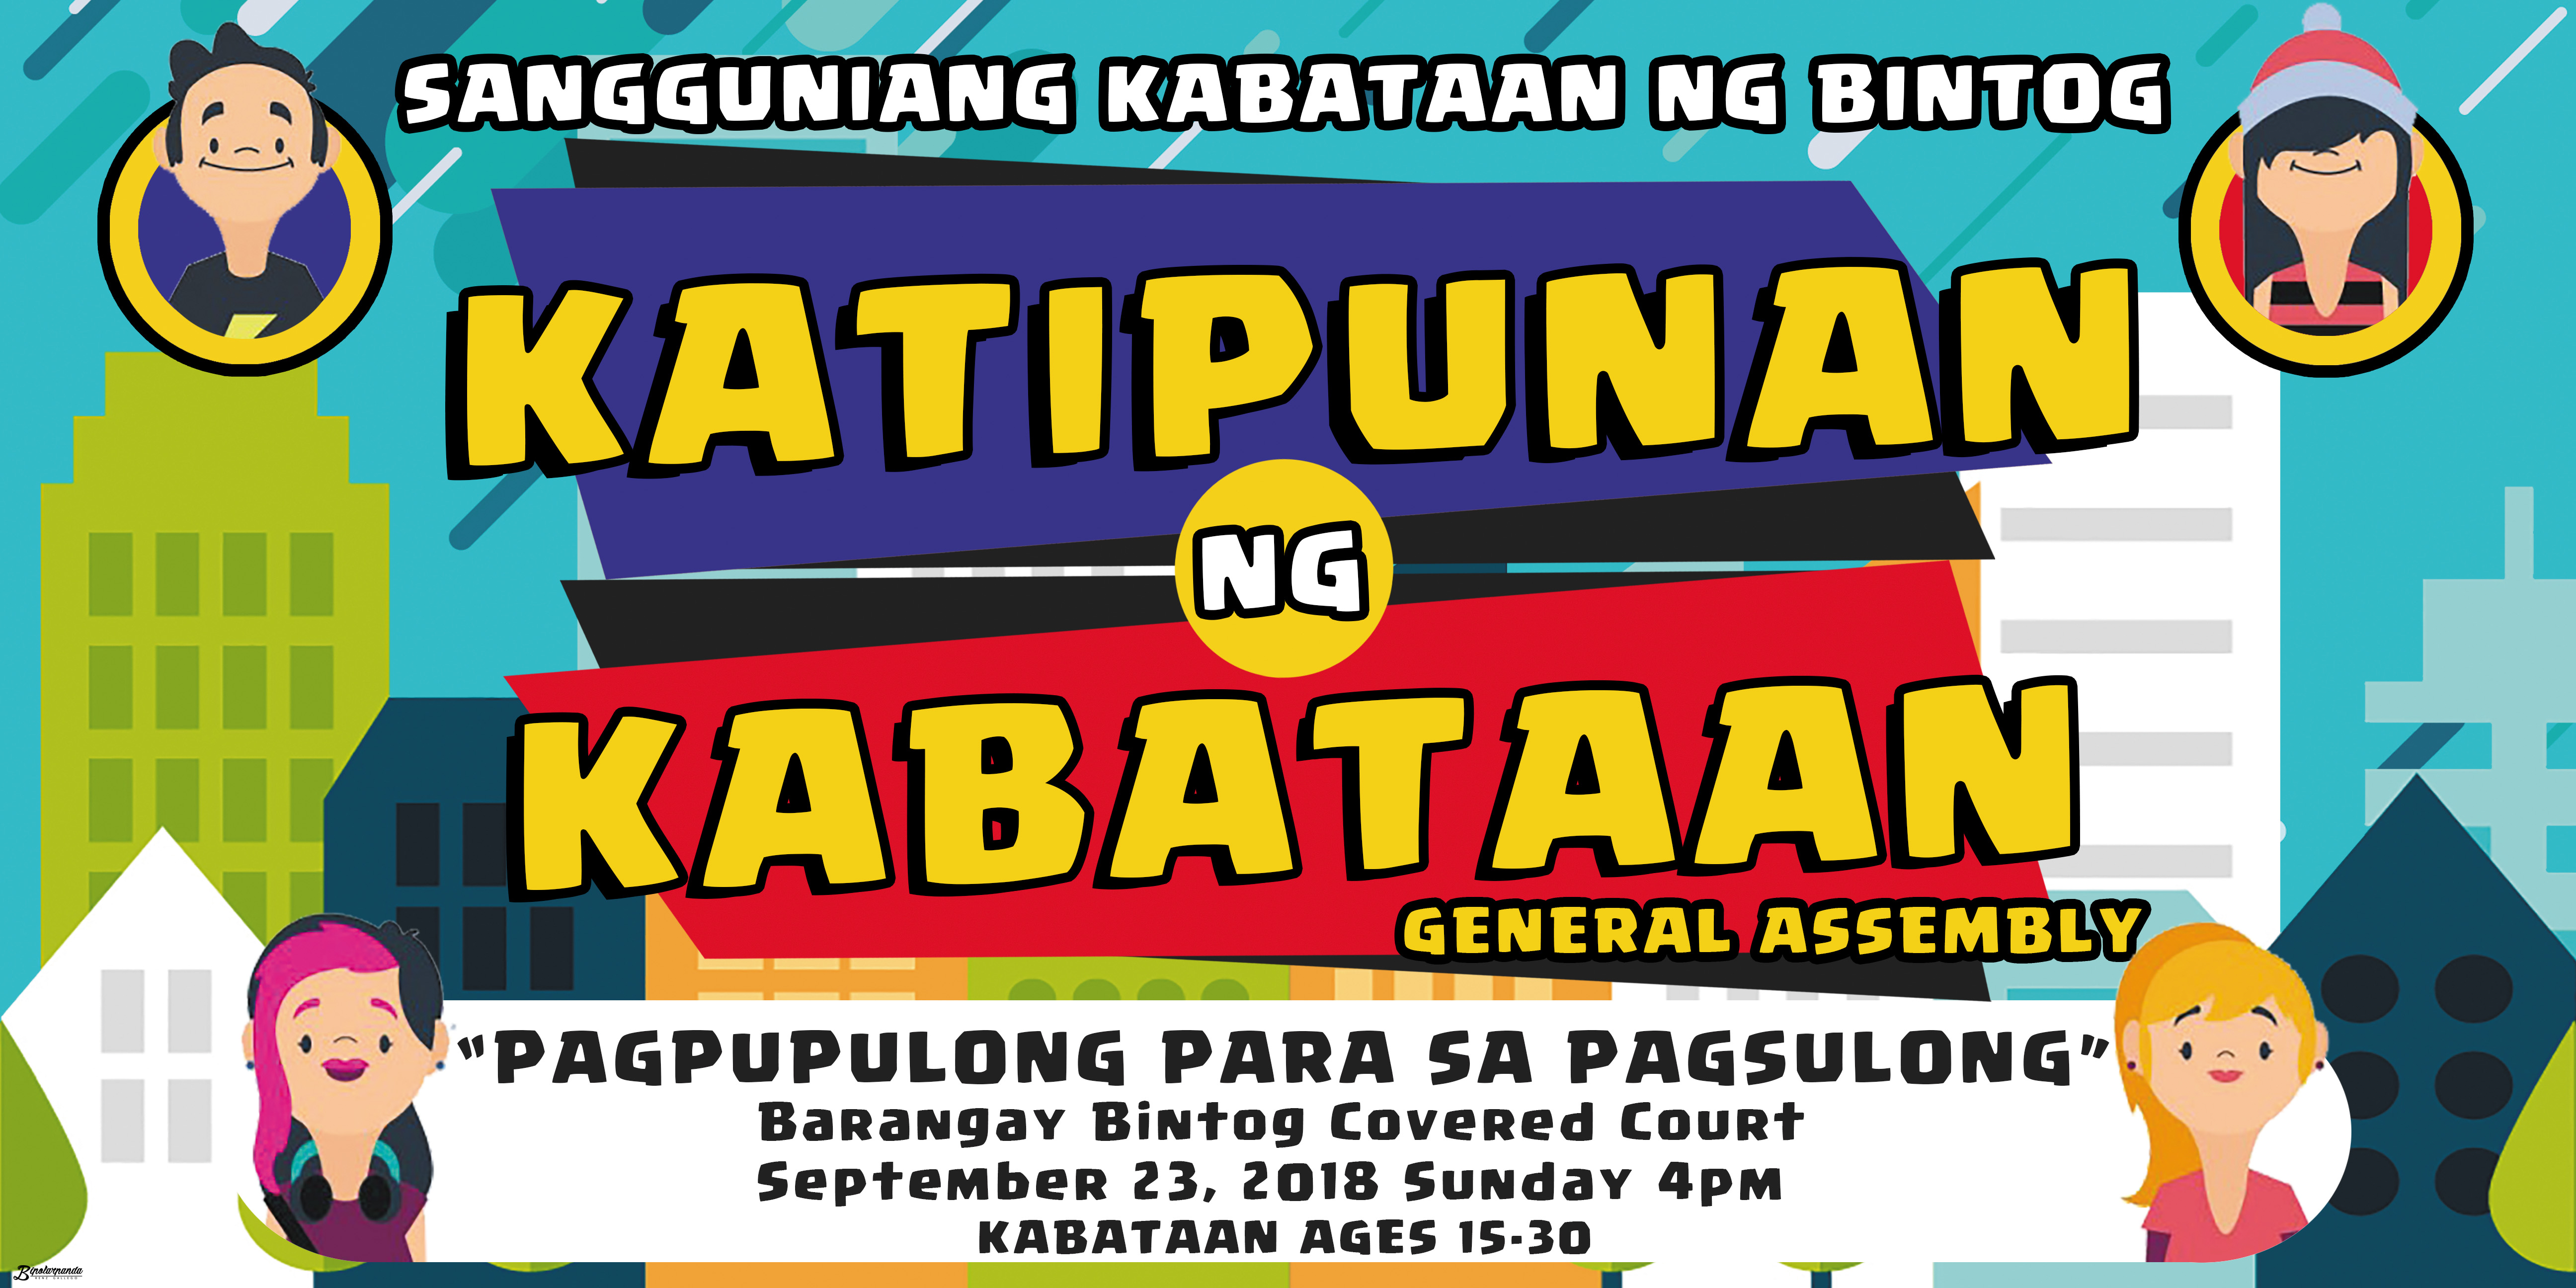 SANGGUNIANG KABATAAN NG BINTOG
KATIPUNAN
NG
KABATAAN
GENERAL ASSEMBLY
"PAGPUPULONG PARA SA PAGSULONG"
Barangay Bintog Covered Court
September 23, 2018 Sunday 4pm
KABATAAN AGES 15-30
Bipolarpanda